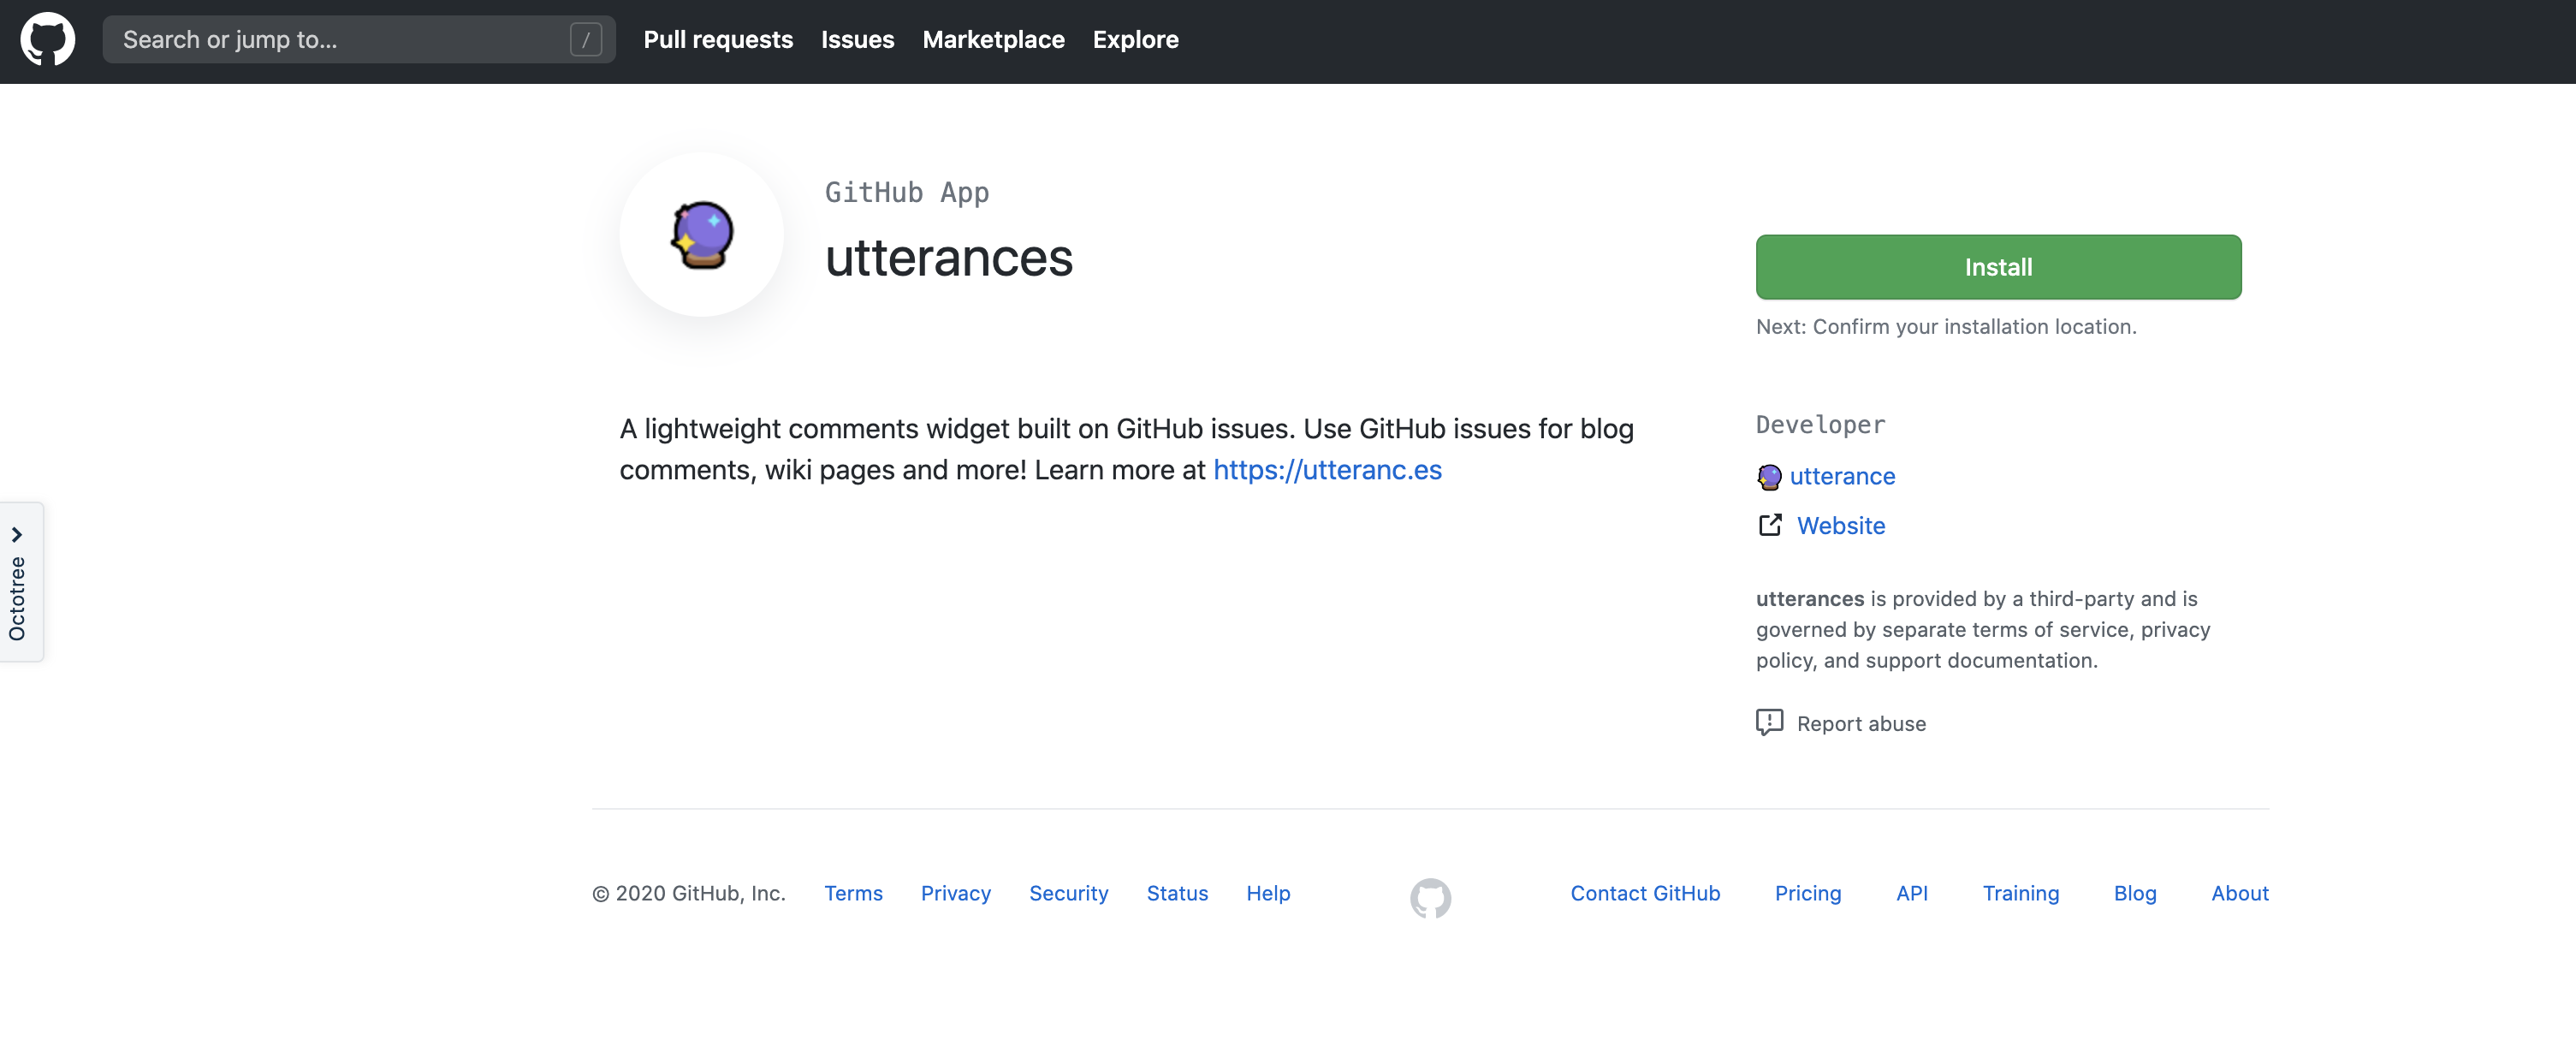 Search or jump to...
/
Pull requests
Issues
Marketplace
Explore
GitHub App
utterances
Install
Next: Confirm your installation location.
A lightweight comments widget built on GitHub issues. Use GitHub issues for blog
comments, wiki pages and more! Learn more at https://utteranc.es
Developer
utterance
Website
utterances is provided by a third-party and is
governed by separate terms of service, privacy
policy, and support documentation.
Report abuse
Octotree
© 2020 GitHub, Inc.
Terms
Privacy
Security
Status
Help
Contact GitHub
Pricing
API
Training
Blog
About